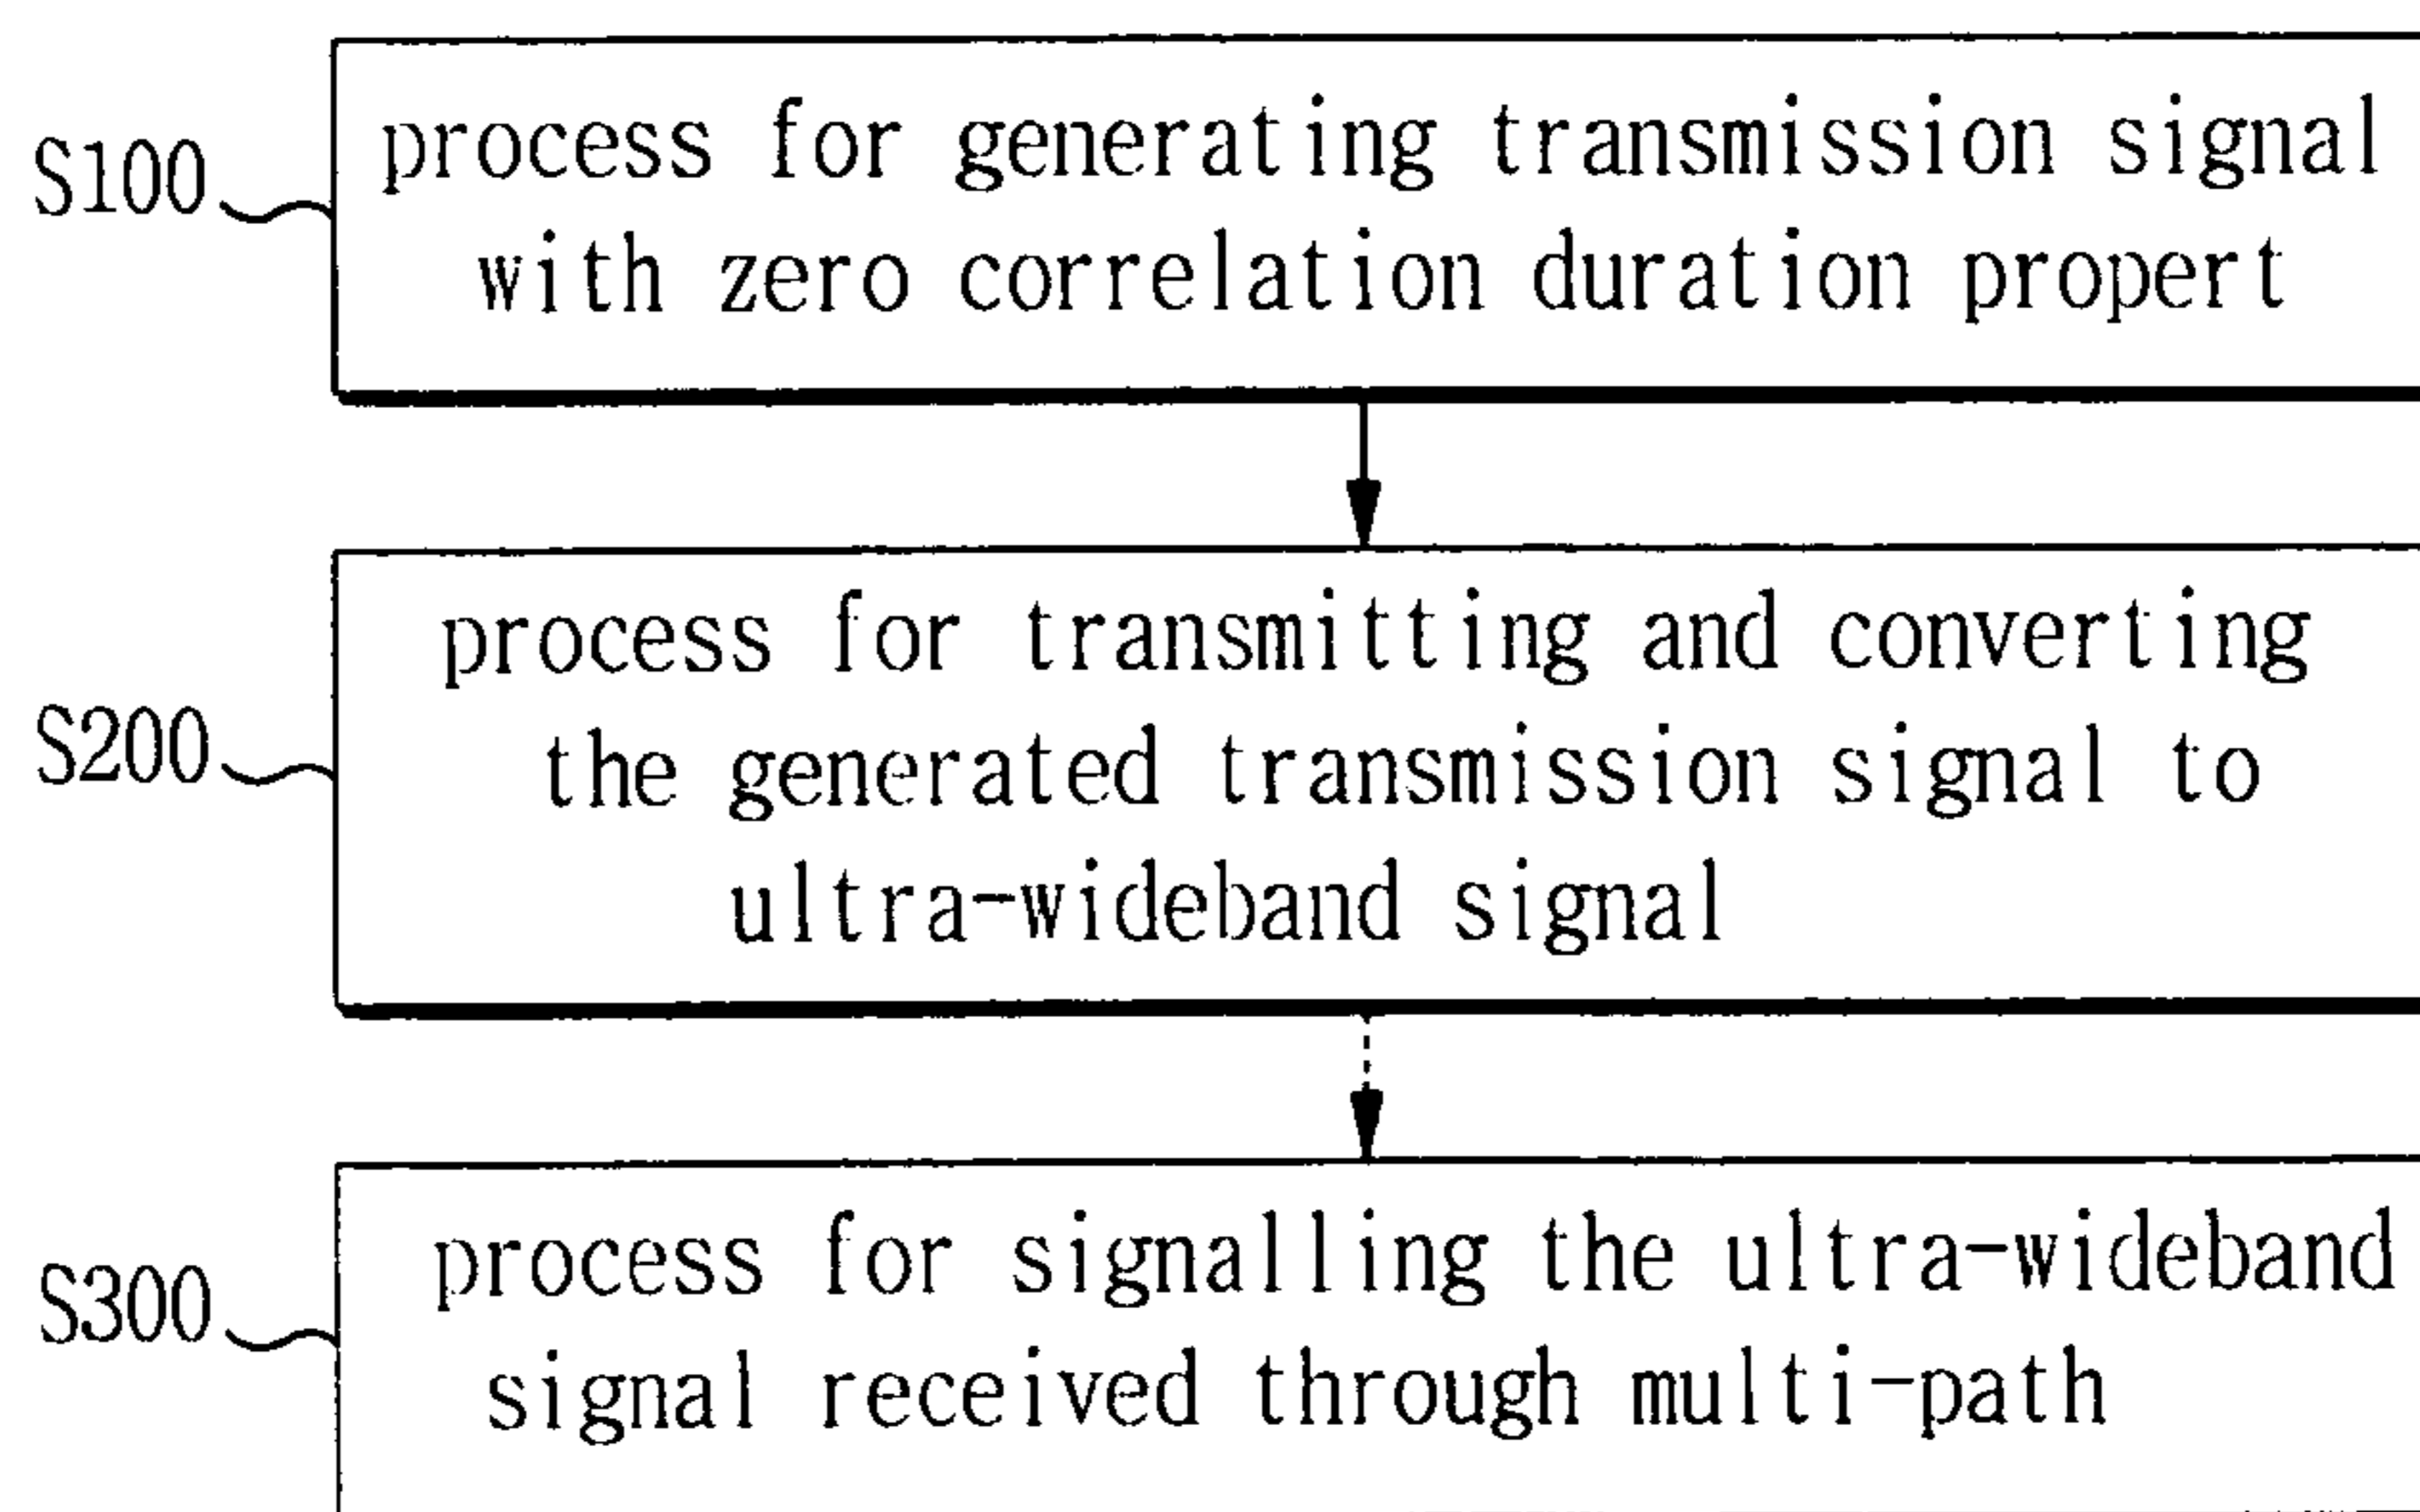 process for generating transmission signal
S100
with zero correlation duration propert
process for transmitting and converting
S200
the generated transmission signal to
ultra-wideband signal
process for signalling the ultra-wideband
S300
signal received through multi-path